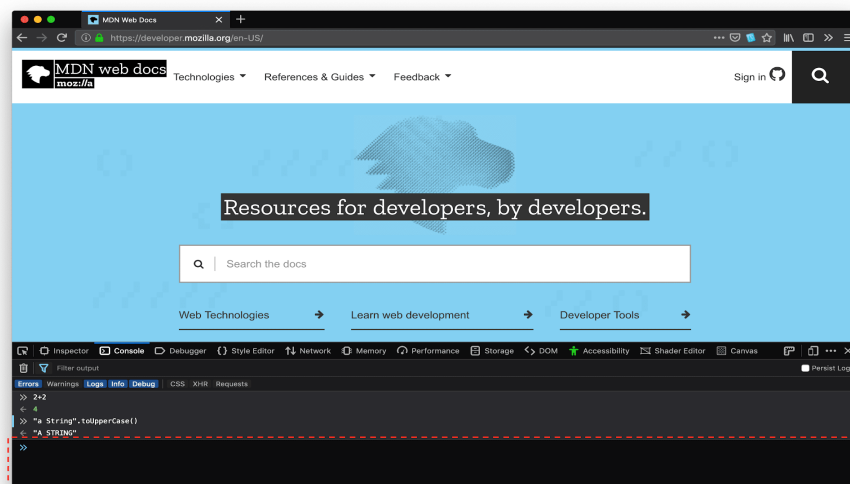 MDN Web Docs
https://developer.mozilla.org/en-US/
MDN web docs
moz://a
Technologies References & Guides Feedback Sign in
Resources for developers, by developers.
Search the docs
Web Technologies Learn web development Developer Tools
Inspector Console Debugger {} Style Editor Network Memory Performance Storage DOM Accessibility Shader Editor Canvas
Filter output Persist Log
Errors Warnings Logs Info Debug CSS XHR Requests
» 2+2
← 4
» "a String".toUpperCase()
← "A STRING"
»